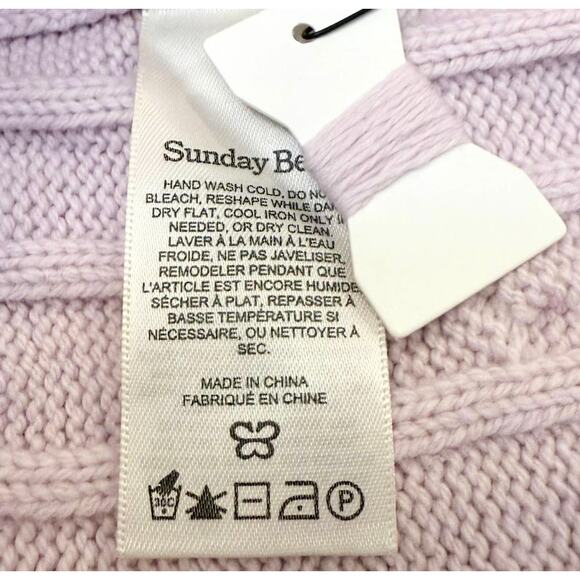 Sunday
HAND WASH COLD, DO
BLEACH, RESHAPE WHILE
DRY FLAT, COOL IRON ONLY
NEEDED, OR DRY CLEAN.
LAVER À LA MAIN À L'EAU
FROIDE, NE PAS JAVELISER,
REMODELER PENDANT QUE
L'ARTICLE EST ENCORE HUMIDE,
SÉCHER À PLAT, REPASSER À
BASSE TEMPÉRATURE SI
NÉCESSAIRE, OU NETTOYER À
SEC.
MADE IN CHINA
FABRIQUÉ EN CHINE
30C P